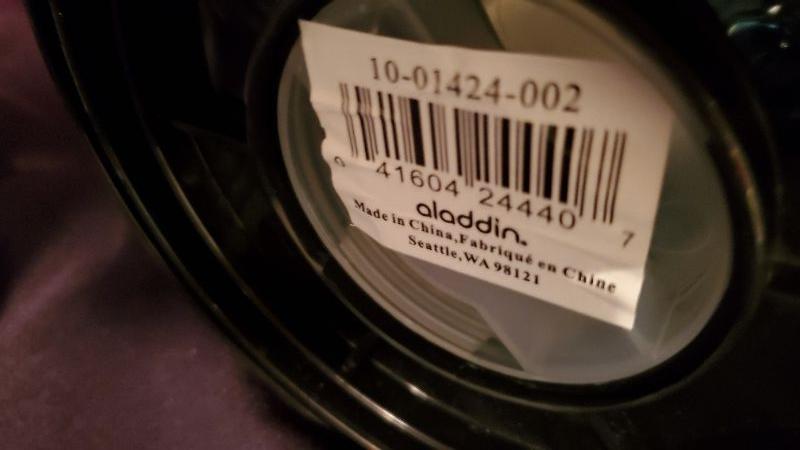 10-01424-002
0 41604 24440 7
aladdin.
Made in China,Fabriqué en Chine
Seattle,WA 98121